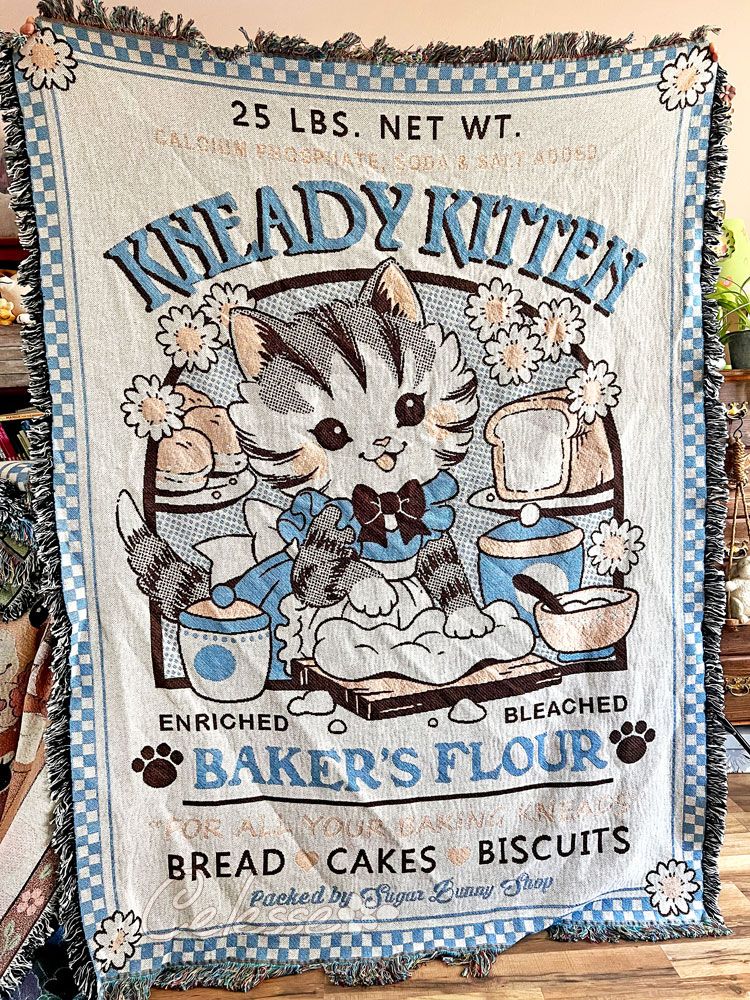 25 LBS. NET WT.
CALCIUM PHOSPHATE, SODA & SALT ADDED
KNEADY KITTEN
ENRICHED BLEACHED
BAKER'S FLOUR
"FOR ALL YOUR BAKING KNEADS"
BREAD CAKES BISCUITS
Packed by Sugar Bunny Shop
Celesse